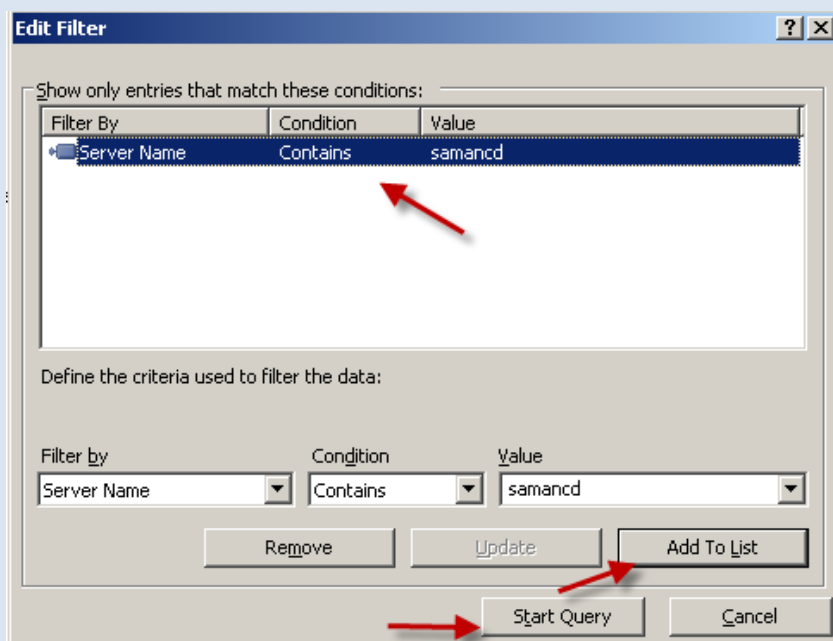 Edit Filter
Show only entries that match these conditions:
Filter By Condition Value
Server Name Contains samancd
Define the criteria used to filter the data:
Filter by Condition Value
Server Name Contains samancd
Remove Update Add To List
Start Query Cancel